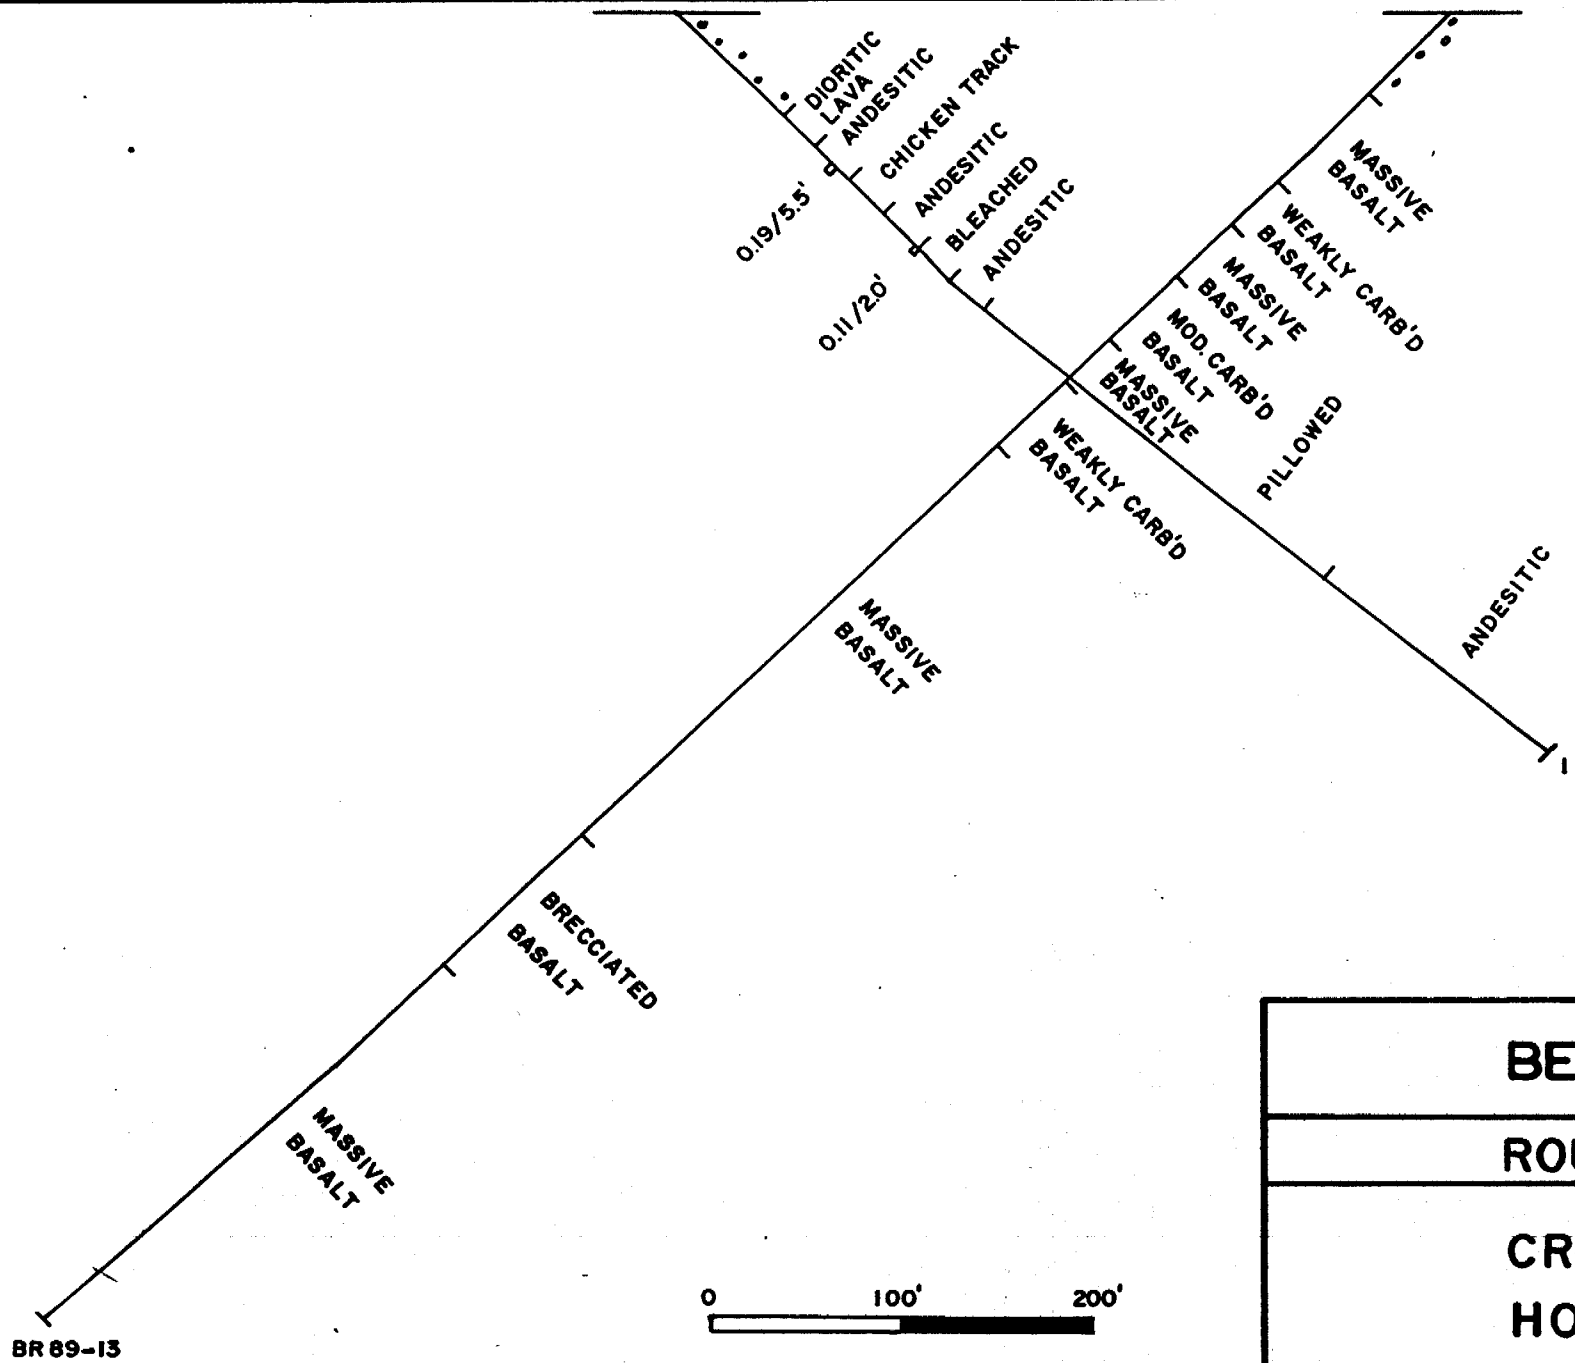 DIORITIC
LAVA
ANDESITIC
CHICKEN TRACK
ANDESITIC
BLEACHED
ANDESITIC
0.19/5.5'
0.11/2.0'
MASSIVE
BASALT
WEAKLY CARB'D
BASALT
MASSIVE
BASALT
MOD. CARB'D
BASALT
MASSIVE
BASALT
WEAKLY CARB'D
BASALT
PILLOWED
ANDESITIC
1
MASSIVE
BASALT
BRECCIATED
BASALT
MASSIVE
BASALT
BR 89-13
0 100' 200'
BE
ROU
CR
HO